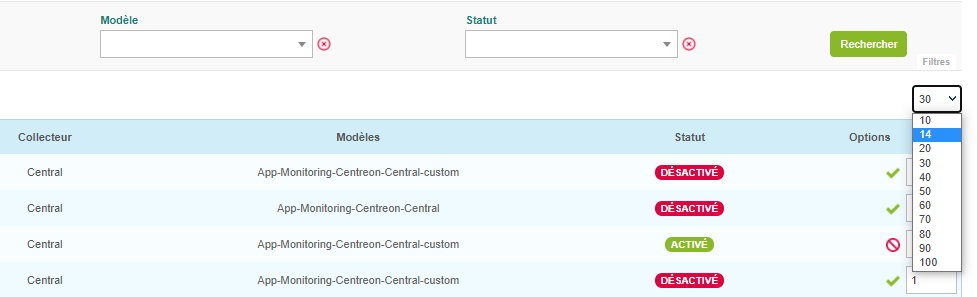 Modèle
Statut
Rechercher
Filtres
30
10
14
20
30
40
50
60
70
80
90
100
Collecteur
Modèles
Statut
Options
Central
App-Monitoring-Centreon-Central-custom
DÉSACTIVÉ
Central
App-Monitoring-Centreon-Central
DÉSACTIVÉ
Central
App-Monitoring-Centreon-Central-custom
ACTIVÉ
Central
App-Monitoring-Centreon-Central-custom
DÉSACTIVÉ
1